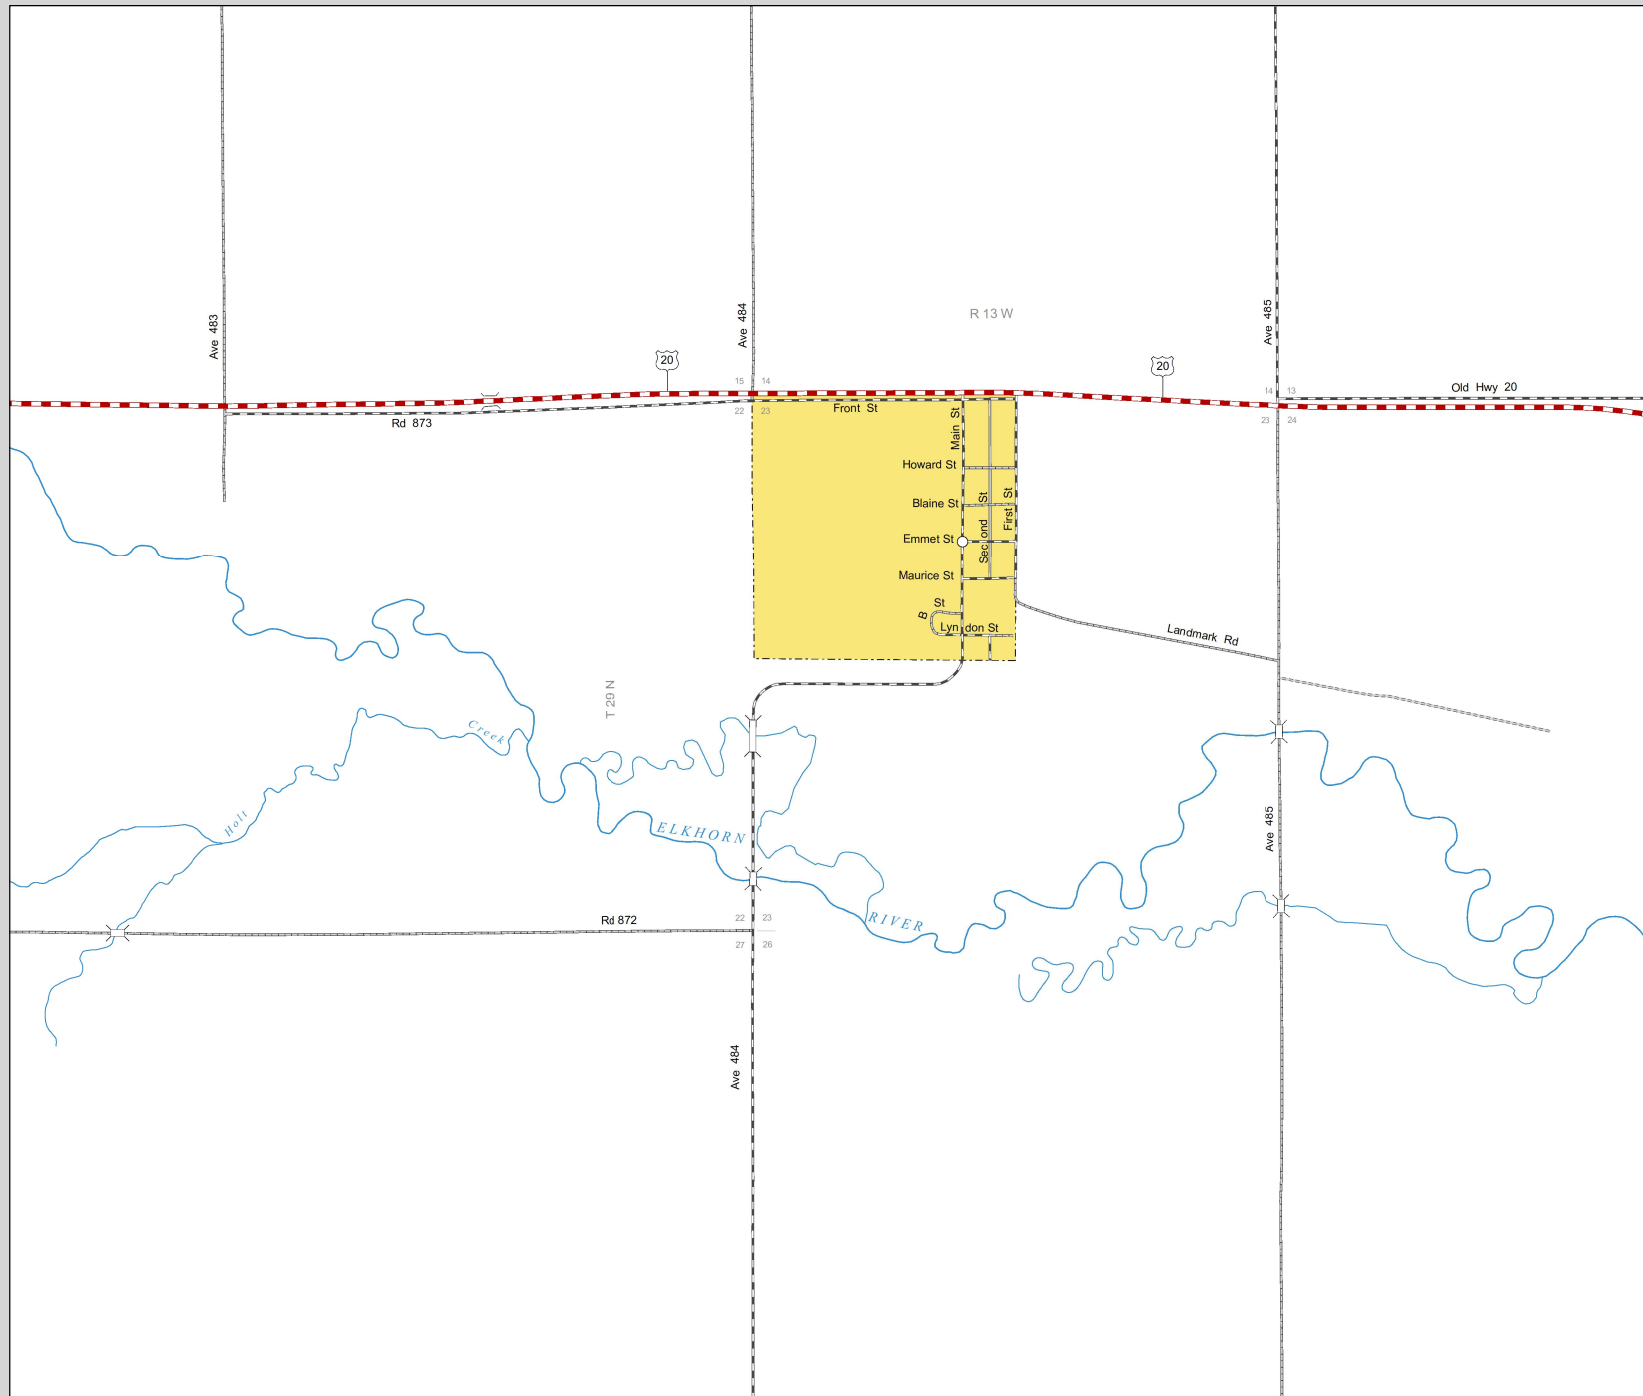 R 13 W
Ave 483
Ave 484
Ave 485
20
20
15
14
14
13
Old Hwy 20
22
23
Front St
23
24
Rd 873
Main St
Howard St
Blaine St
Second St
First St
Emmet St
Maurice St
B St
Lyndon St
Landmark Rd
T 29 N
Holt Creek
ELKHORN RIVER
Ave 485
Rd 872
22
23
27
26
Ave 484